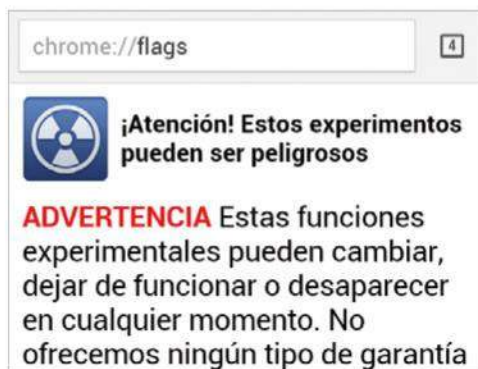 chrome://flags
4
¡Atención! Estos experimentos
pueden ser peligrosos
ADVERTENCIA Estas funciones
experimentales pueden cambiar,
dejar de funcionar o desaparecer
en cualquier momento. No
ofrecemos ningún tipo de garantía